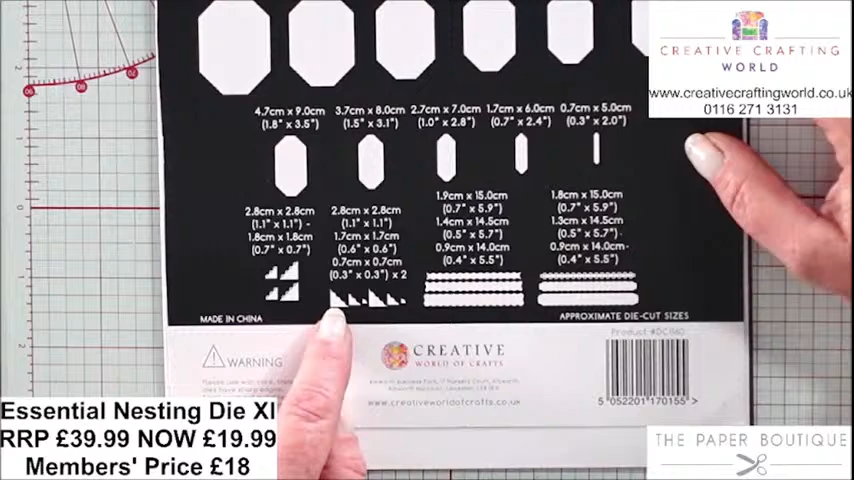 CREATIVE CRAFTING
WORLD
www.creativecraftingworld.co.uk
0116 271 3131
4.7cm x 9.0cm
(1.8" x 3.5")
3.7cm x 8.0cm
(1.5" x 3.1")
2.7cm x 7.0cm
(1.0" x 2.8")
1.7cm x 6.0cm
(0.7" x 2.4")
0.7cm x 5.0cm
(0.3" x 2.0")
2.8cm x 2.8cm
(1.1" x 1.1")
1.8cm x 1.8cm
(0.7" x 0.7")
2.8cm x 2.8cm
(1.1" x 1.1")
1.7cm x 1.7cm
(0.6" x 0.6")
0.7cm x 0.7cm
(0.3" x 0.3") x 2
1.9cm x 15.0cm
(0.7" x 5.9")
1.4cm x 14.5cm
(0.5" x 5.7")
0.9cm x 14.0cm
(0.4" x 5.5")
1.8cm x 15.0cm
(0.7" x 5.9")
1.3cm x 14.5cm
(0.5" x 5.7")
0.9cm x 14.0cm
(0.4" x 5.5")
MADE IN CHINA
APPROXIMATE DIE-CUT SIZES
WARNING
CREATIVE
WORLD OF CRAFTS
www.creativeworldofcrafts.co.uk
5 052201 170155 >
Essential Nesting Die Xl
RRP £39.99 NOW £19.99
Members' Price £18
THE PAPER BOUTIQUE